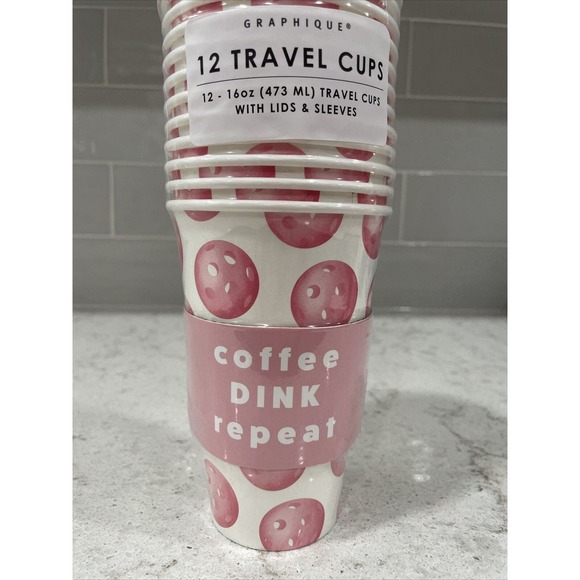 GRAPHIQUE®
12 TRAVEL CUPS
12 - 16oz (473 ML) TRAVEL CUPS
WITH LIDS & SLEEVES
coffee
DINK
repeat